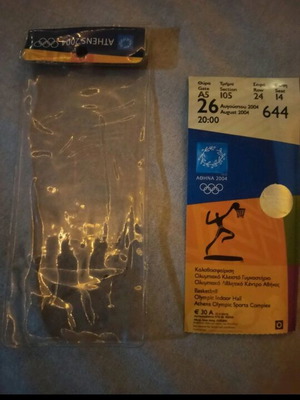 ATHENS 2004
Θύρα Τμήμα Σειρά Θέση
Gate Section Row Seat
A5 105 24 14
26 Αυγούστου 2004
August 2004
644
20:00
ΑΘΗΝΑ 2004
Καλαθοσφαίριση
Ολυμπιακό Κλειστό Γυμναστήριο
Ολυμπιακό Αθλητικό Κέντρο Αθήνας
Basketball
Olympic Indoor Hall
Athens Olympic Sports Complex
€ 30 A